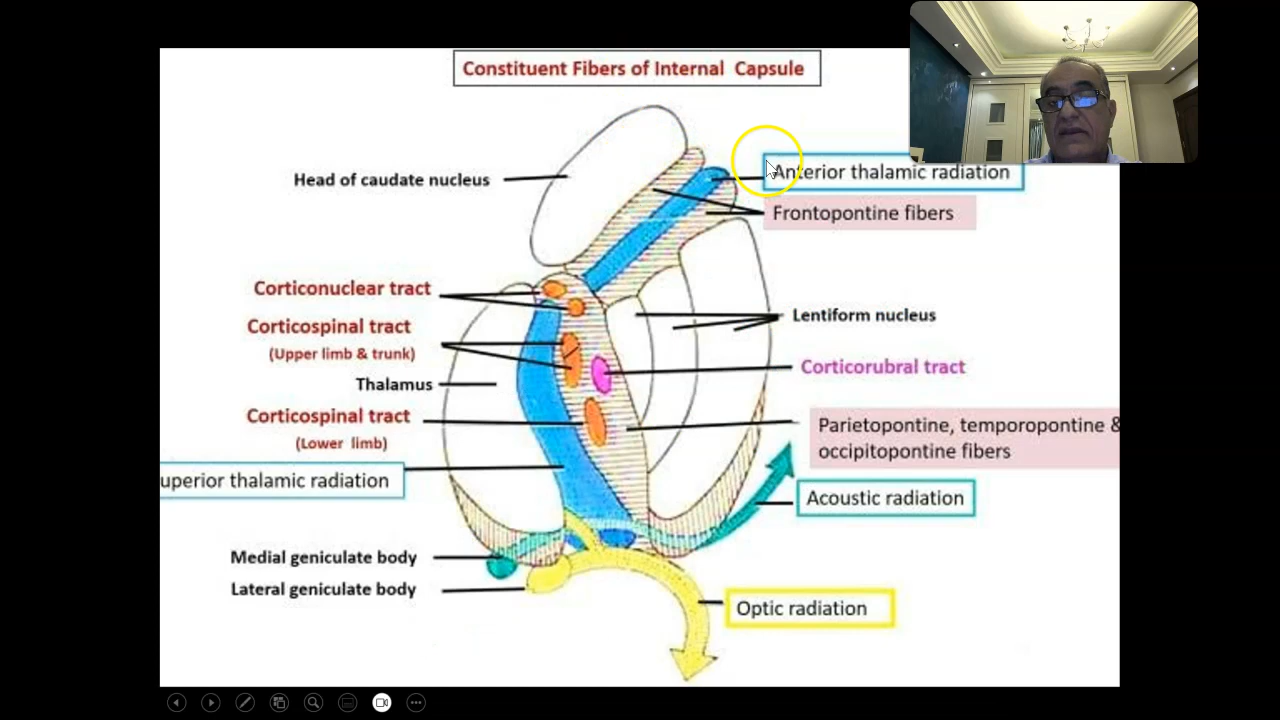 Constituent Fibers of Internal Capsule
Head of caudate nucleus
Anterior thalamic radiation
Frontopontine fibers
Corticonuclear tract
Corticospinal tract
(Upper limb & trunk)
Lentiform nucleus
Thalamus
Corticorubral tract
Corticospinal tract
(Lower limb)
Parietopontine, temporopontine &
occipitopontine fibers
uperior thalamic radiation
Acoustic radiation
Medial geniculate body
Lateral geniculate body
Optic radiation